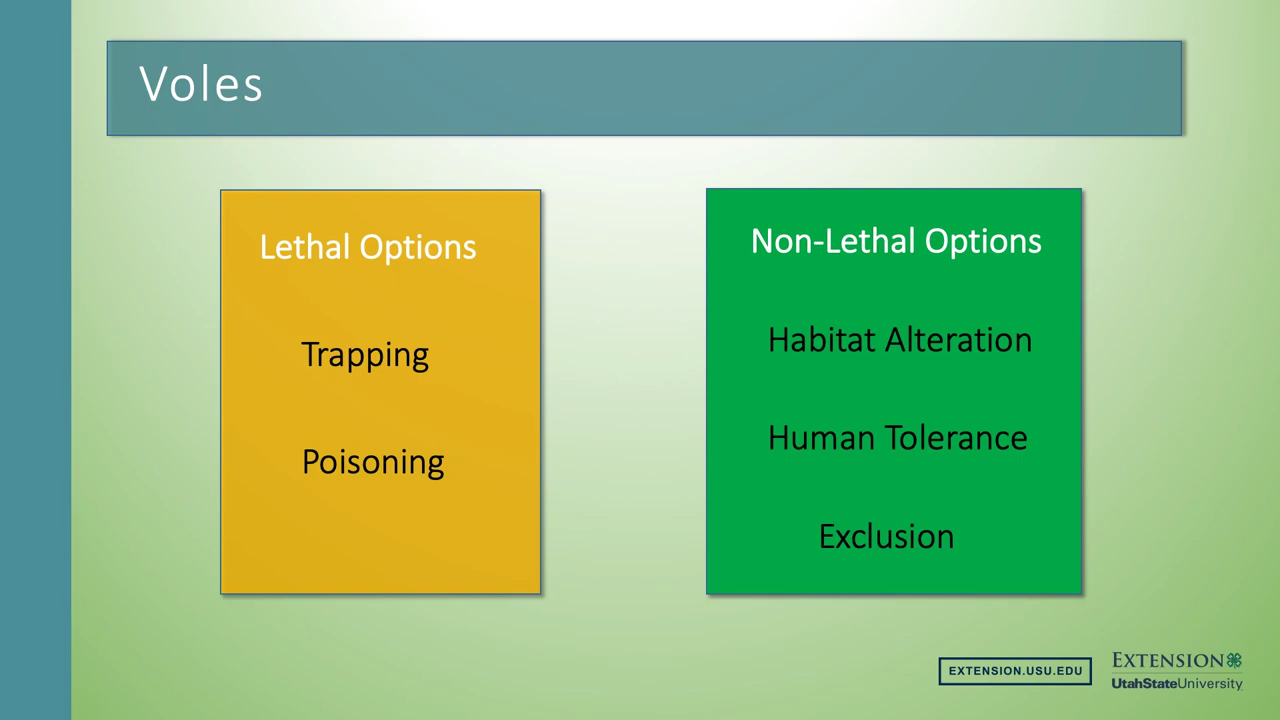 Voles
Lethal Options
Trapping
Poisoning
Non-Lethal Options
Habitat Alteration
Human Tolerance
Exclusion
EXTENSION.USU.EDU
EXTENSION
UtahStateUniversity